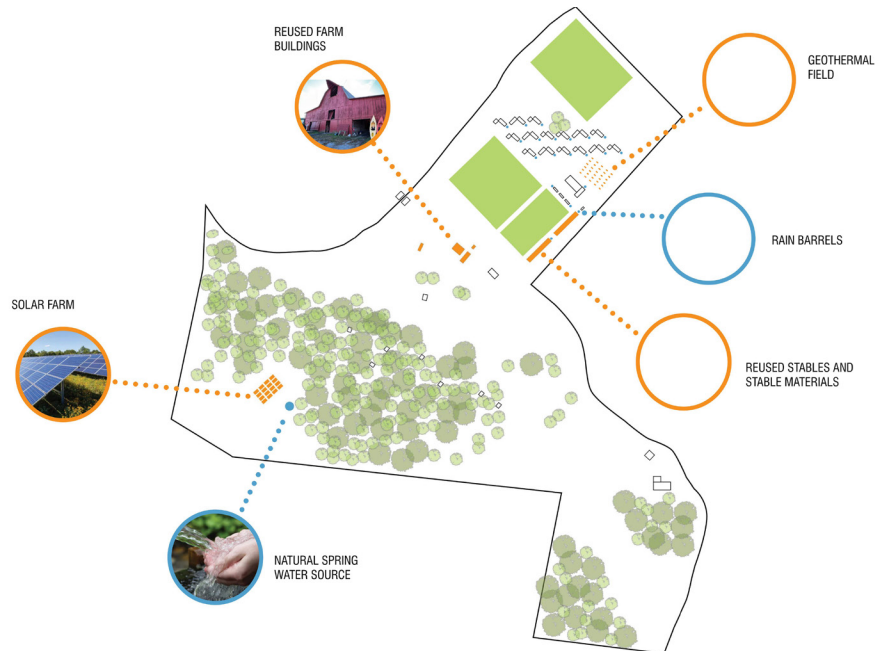 REUSED FARM
BUILDINGS
GEOTHERMAL
FIELD
RAIN BARRELS
SOLAR FARM
REUSED STABLES AND
STABLE MATERIALS
NATURAL SPRING
WATER SOURCE